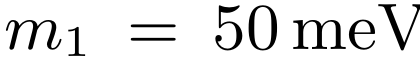 m₁ = 50 meV